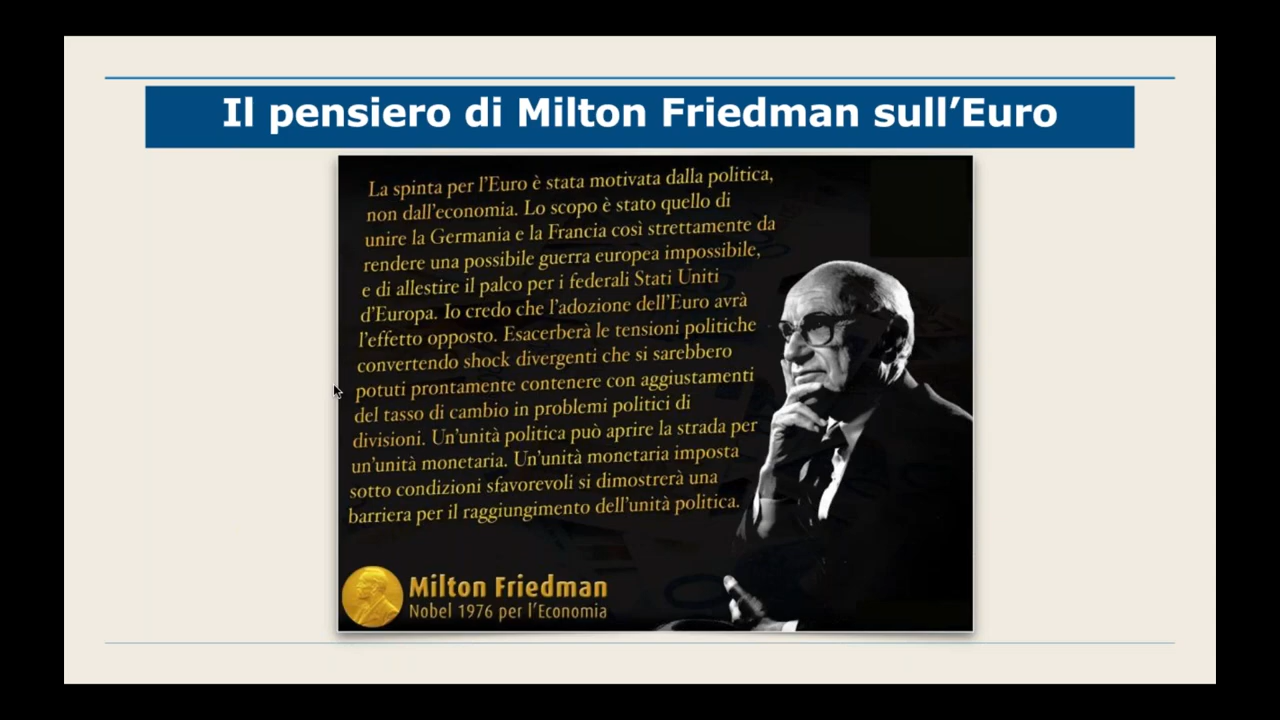 Il pensiero di Milton Friedman sull’Euro
La spinta per l’Euro è stata motivata dalla politica,
non dall’economia. Lo scopo è stato quello di
unire la Germania e la Francia così strettamente da
rendere una possibile guerra europea impossibile,
e di allestire il palco per i federali Stati Uniti
d’Europa. Io credo che l’adozione dell’Euro avrà
l’effetto opposto. Esacerberà le tensioni politiche
convertendo shock divergenti che si sarebbero
potuti prontamente contenere con aggiustamenti
del tasso di cambio in problemi politici di
divisioni. Un’unità politica può aprire la strada per
un’unità monetaria. Un’unità monetaria imposta
sotto condizioni sfavorevoli si dimostrerà una
barriera per il raggiungimento dell’unità politica.
Milton Friedman
Nobel 1976 per l’Economia